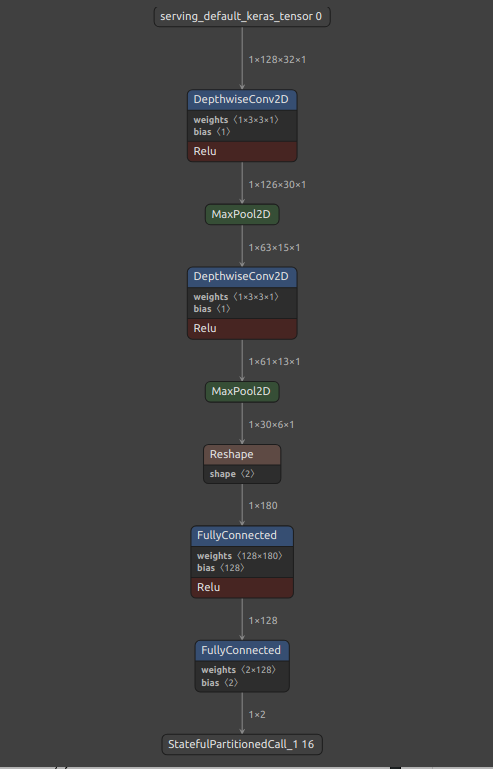 serving_default_keras_tensor 0
1×128×32×1
DepthwiseConv2D
weights 〈1×3×3×1〉
bias 〈1〉
Relu
1×126×30×1
MaxPool2D
1×63×15×1
DepthwiseConv2D
weights 〈1×3×3×1〉
bias 〈1〉
Relu
1×61×13×1
MaxPool2D
1×30×6×1
Reshape
shape 〈2〉
1×180
FullyConnected
weights 〈128×180〉
bias 〈128〉
Relu
1×128
FullyConnected
weights 〈2×128〉
bias 〈2〉
1×2
StatefulPartitionedCall_1 16